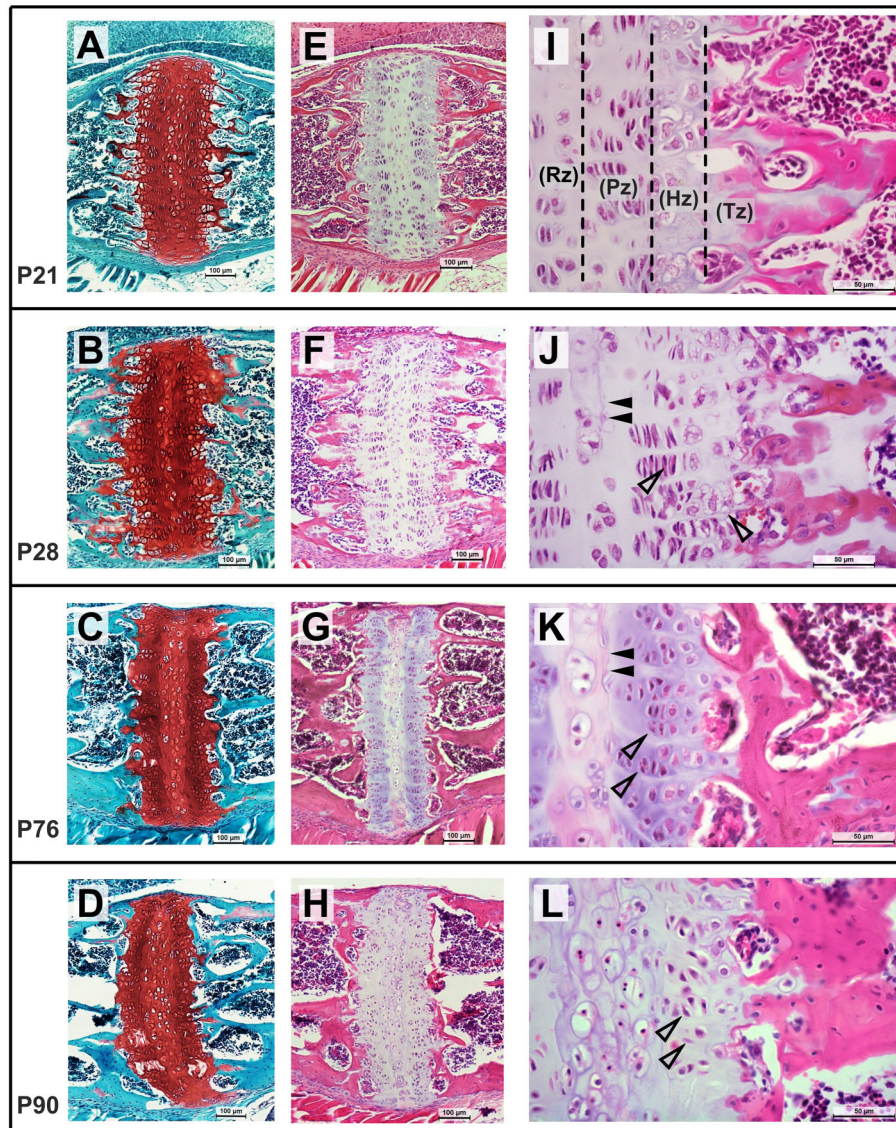 A
E
I
(Rz)
(Pz)
(Hz)
(Tz)
P21
100 µm
100 µm
50 µm
B
F
J
P28
100 µm
100 µm
50 µm
C
G
K
P76
100 µm
100 µm
50 µm
D
H
L
P90
100 µm
100 µm
50 µm